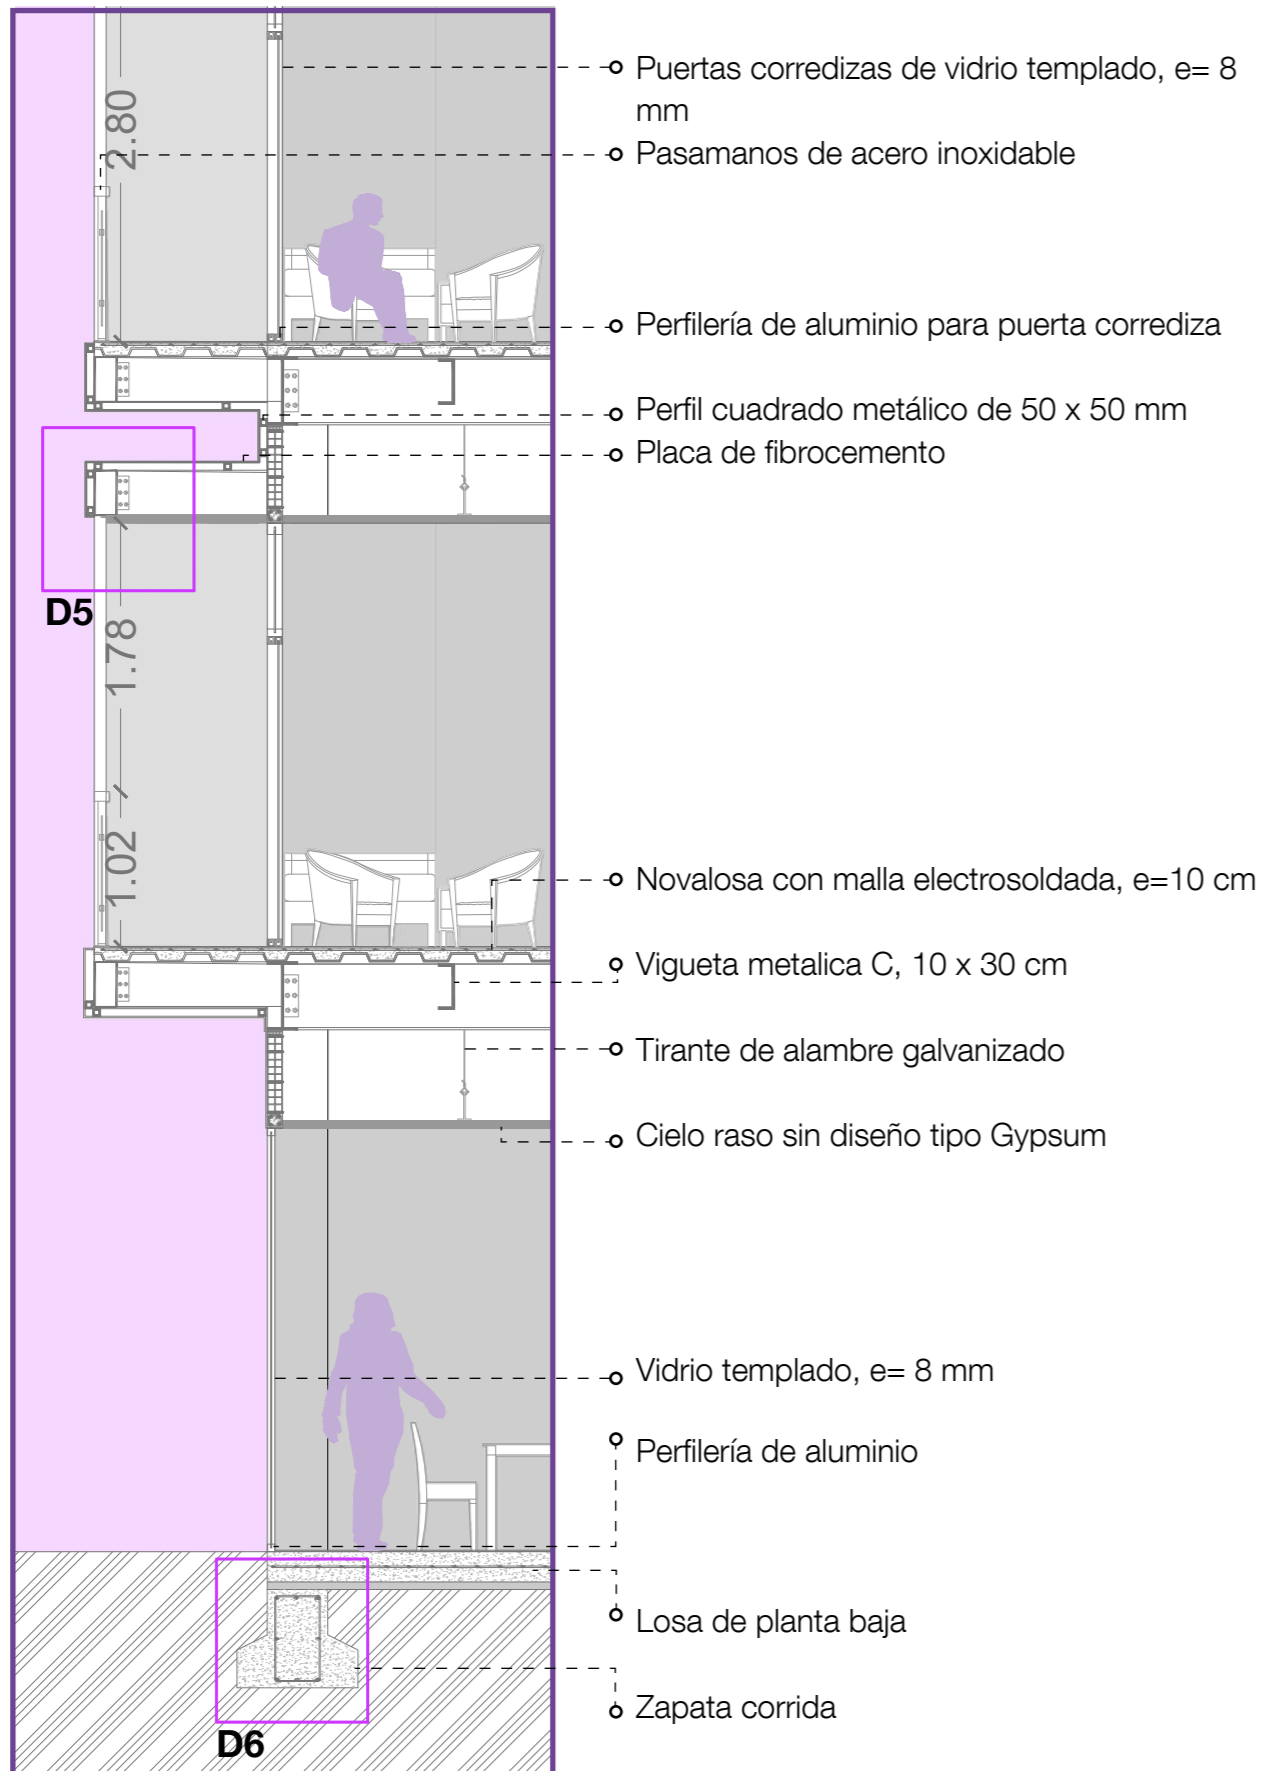 Puertas corredizas de vidrio templado, e= 8
mm
2.80
Pasamanos de acero inoxidable
Perfilería de aluminio para puerta corrediza
Perfil cuadrado metálico de 50 x 50 mm
Placa de fibrocemento
D5
1.78
1.02
Novalosa con malla electrosoldada, e=10 cm
Vigueta metalica C, 10 x 30 cm
Tirante de alambre galvanizado
Cielo raso sin diseño tipo Gypsum
Vidrio templado, e= 8 mm
Perfilería de aluminio
Losa de planta baja
Zapata corrida
D6